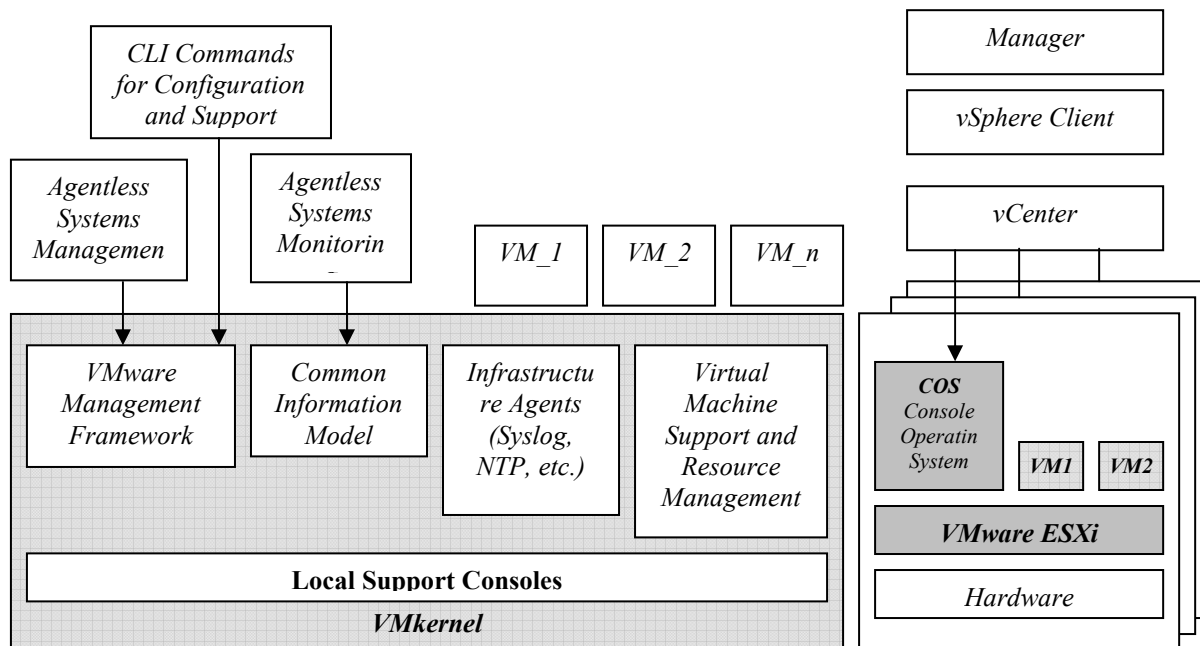 CLI Commands
for Configuration
and Support
Agentless
Systems
Managemen
Agentless
Systems
Monitorin
VM_1
VM_2
VM_n
VMware
Management
Framework
Common
Information
Model
Infrastructu
re Agents
(Syslog,
NTP, etc.)
Virtual
Machine
Support and
Resource
Management
Local Support Consoles
VMkernel
Manager
vSphere Client
vCenter
COS
Console
Operatin
System
VM1
VM2
VMware ESXi
Hardware